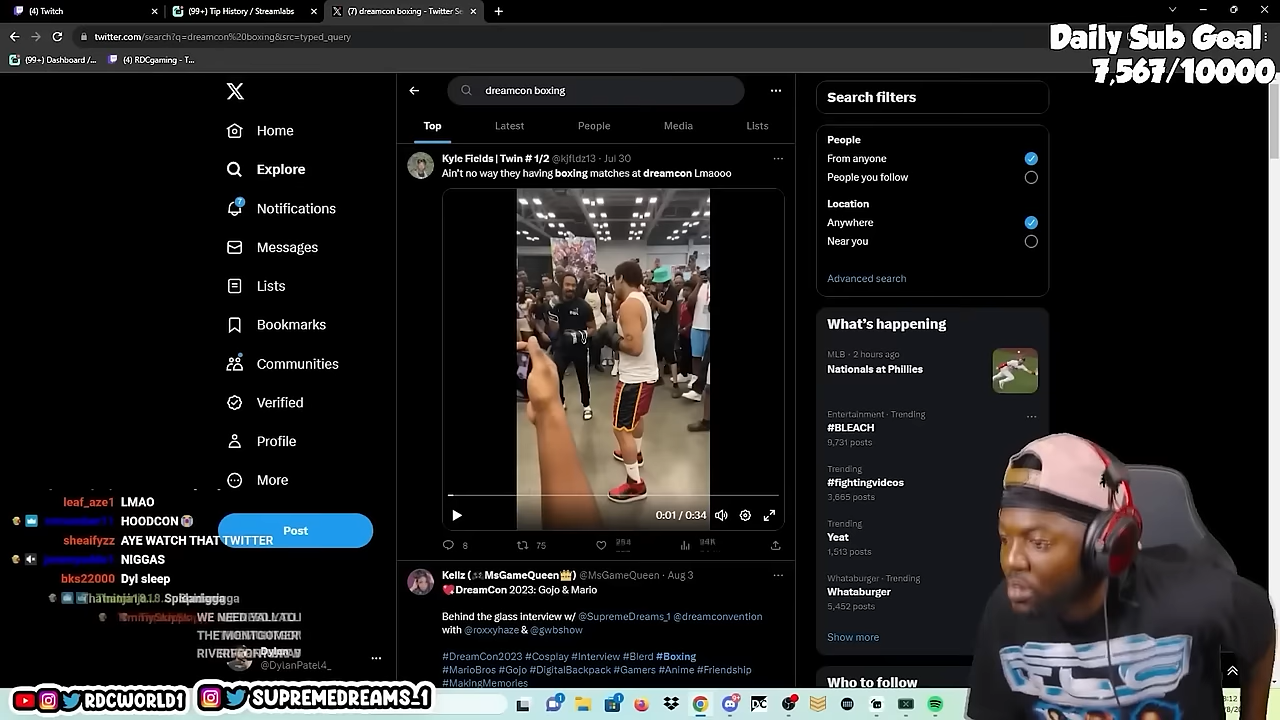 (4) Twitch
(99+) Tip History / Streamlabs
(7) dreamcon boxing - Twitter Se
twitter.com/search?q=dreamcon%20boxing&src=typed_query
(99+) Dashboard /...
(4) RDCgaming - T...
Daily Sub Goal
7,567/10000
Home
Explore
7
Notifications
Messages
Lists
Bookmarks
Communities
Verified
Profile
More
Post
dreamcon boxing
Top
Latest
People
Media
Lists
Kyle Fields | Twin # 1/2 @kjfldz13 · Jul 30
Ain't no way they having boxing matches at dreamcon Lmaooo
0:01 / 0:34
8
75
Kellz (🎮MsGameQueen👑) @MsGameQueen · Aug 3
❤️DreamCon 2023: Gojo & Mario
Behind the glass interview w/ @SupremeDreams_1 @dreamconvention
with @roxxyhaze & @gwbshow
#DreamCon2023 #Cosplay #Interview #Blerd #Boxing
#MarioBros #Gojo #DigitalBackpack #Gamers #Anime #Friendship
#MakingMemories
Search filters
People
From anyone
People you follow
Location
Anywhere
Near you
Advanced search
What's happening
MLB · 2 hours ago
Nationals at Phillies
Entertainment · Trending
#BLEACH
9,731 posts
Trending
#fightingvideos
3,665 posts
Trending
Yeat
1,513 posts
Whataburger · Trending
Whataburger
5,452 posts
Show more
Who to follow
leaf_aze1 LMAO
HOODCON😭
sheaifyzz AYE WATCH THAT TWITTER
NIGGAS
bks22000 Dyl sleep
THE MONTGOMER
@DylanPatel4_
RDCWORLD1
SUPREMEDREAMS_1